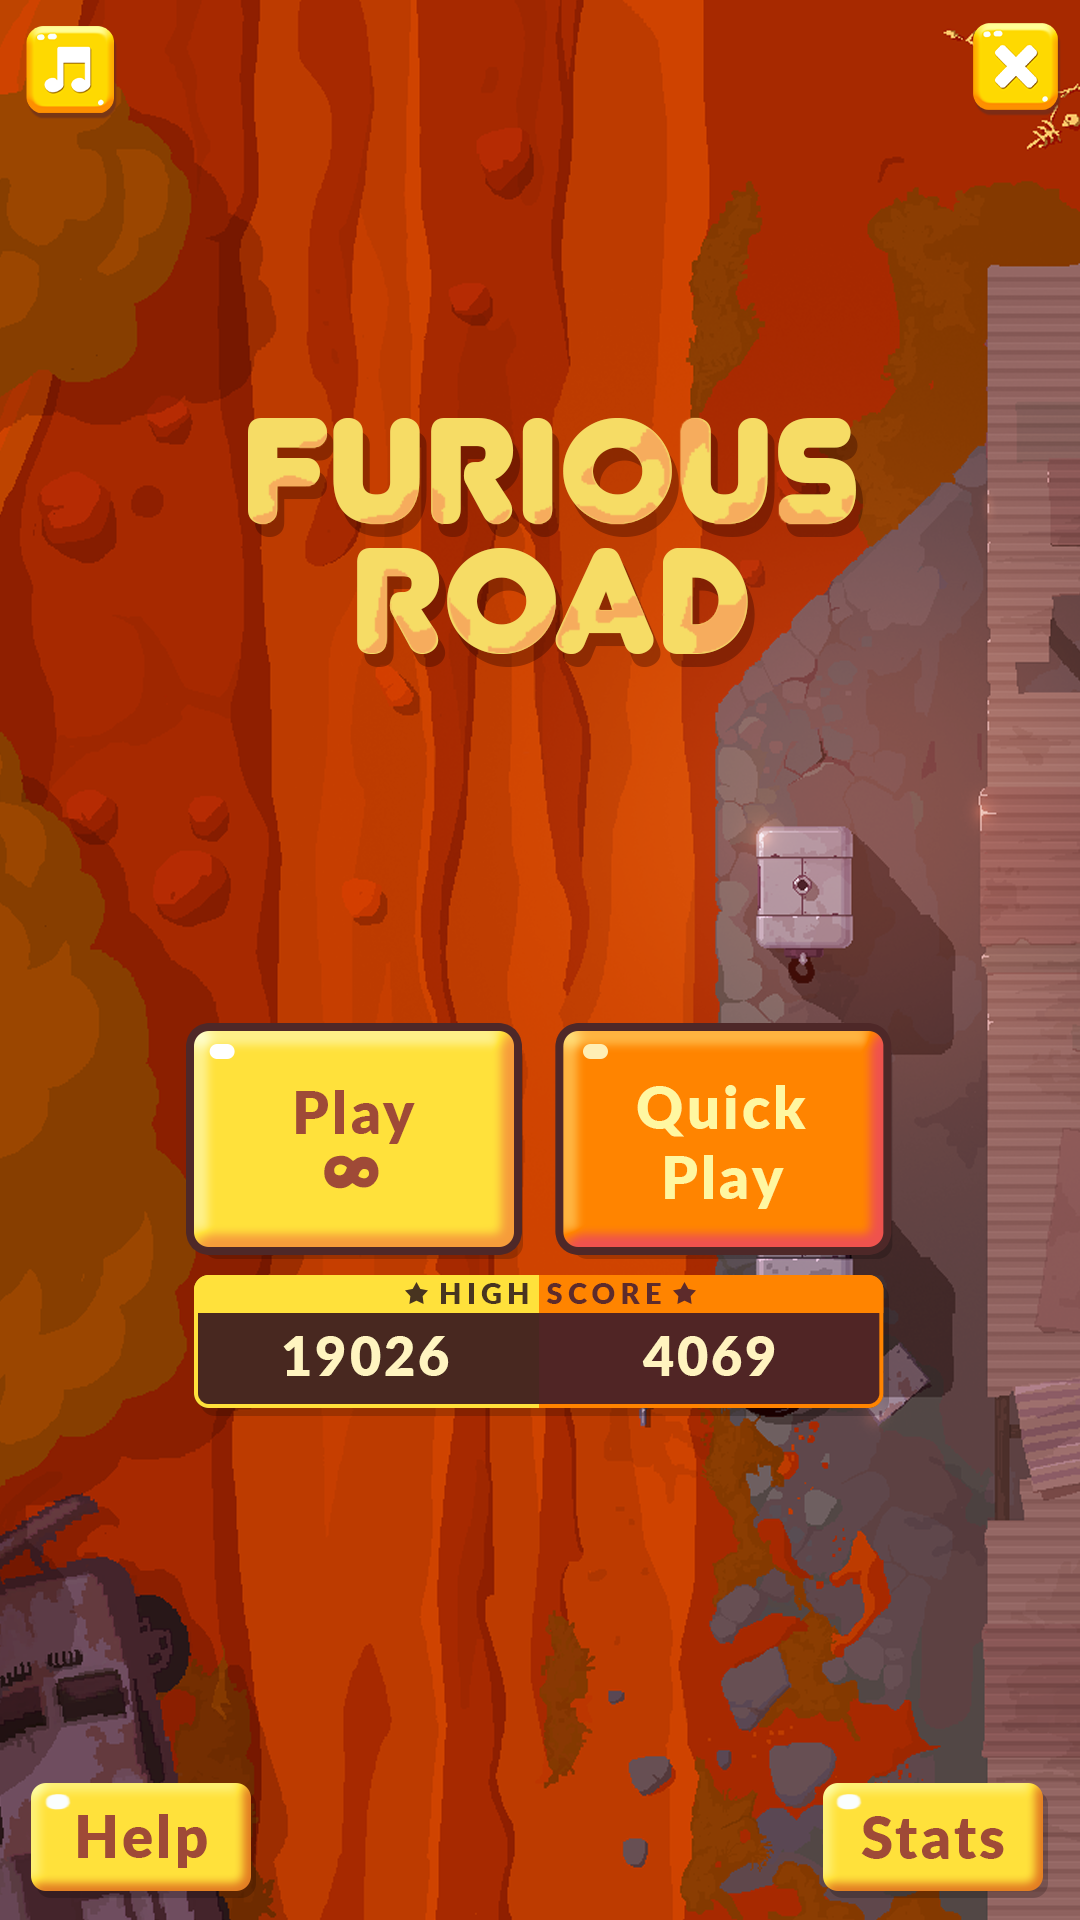 FURIOUS
ROAD
Play
∞
Quick
Play
★ HIGH SCORE ★
19026
4069
Help
Stats